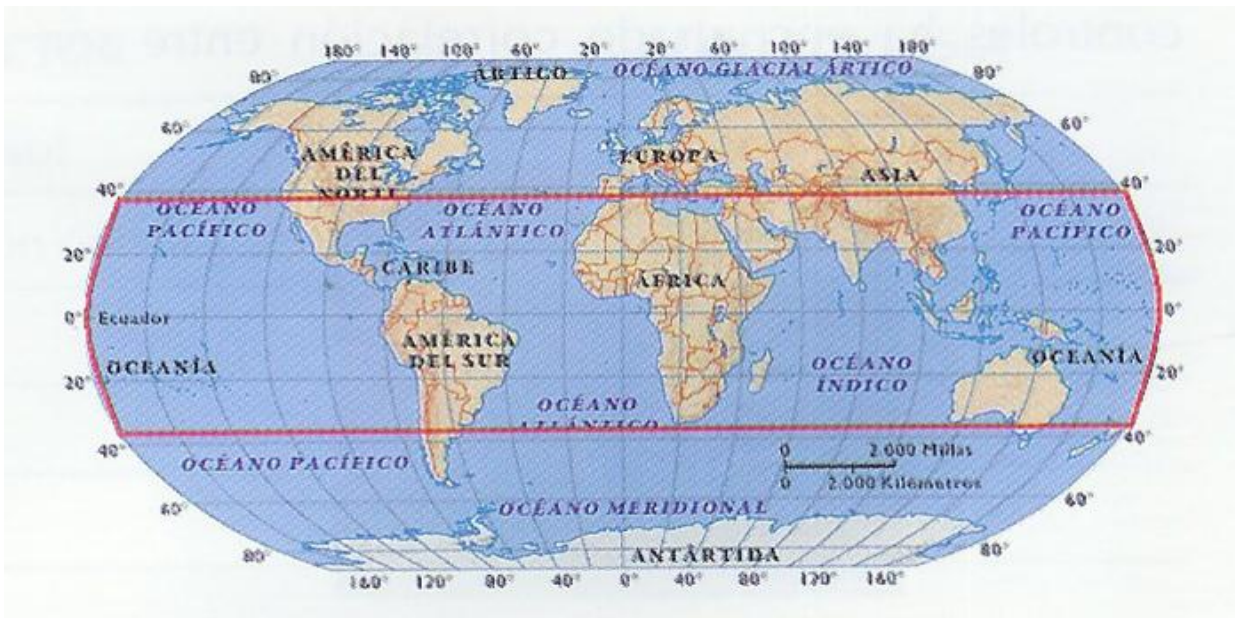 controles
correlación entre
180° 140° 100° 60° 20° 20° 60° 100° 140° 180°
80° ÁRTICO OCÉANO GLACIAL ÁRTICO 80°
60° 60°
AMÉRICA
DEL
NORTE
EUROPA
ASIA
40° 40°
OCÉANO
PACÍFICO
OCÉANO
ATLÁNTICO
OCÉANO
PACÍFICO
20° 20°
CARIBE
ÁFRICA
0° Ecuador 0°
AMÉRICA
DEL SUR
OCEANÍA
OCÉANO
ÍNDICO
OCEANÍA
20° 20°
OCÉANO
ATLÁNTICO
40° 40°
OCÉANO PACÍFICO
0 2.000 Millas
0 2.000 Kilómetros
60° OCÉANO MERIDIONAL 60°
80° ANTÁRTIDA 80°
160° 120° 80° 40° 0° 40° 80° 120° 160°